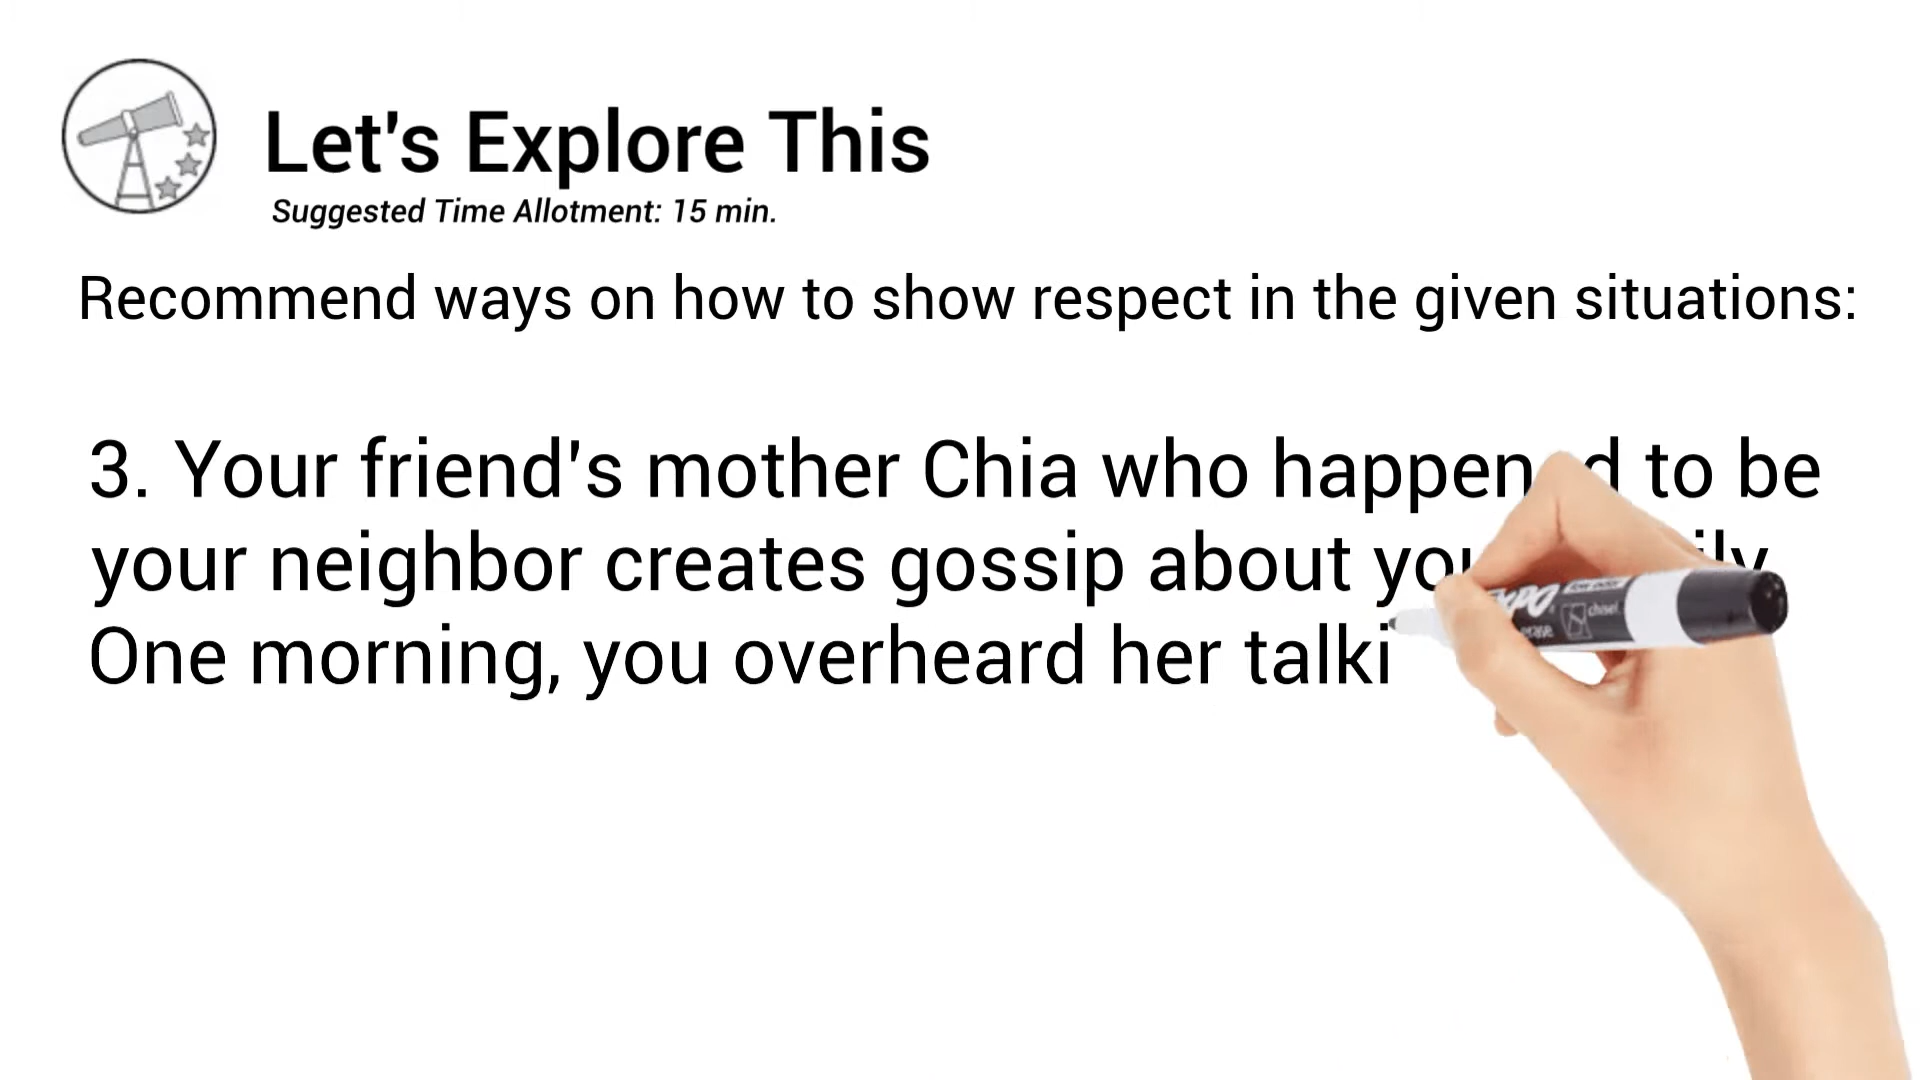 Let's Explore This
Suggested Time Allotment: 15 min.
Recommend ways on how to show respect in the given situations:
3. Your friend's mother Chia who happened to be
your neighbor creates gossip about
One morning, you overheard her talki
chisel